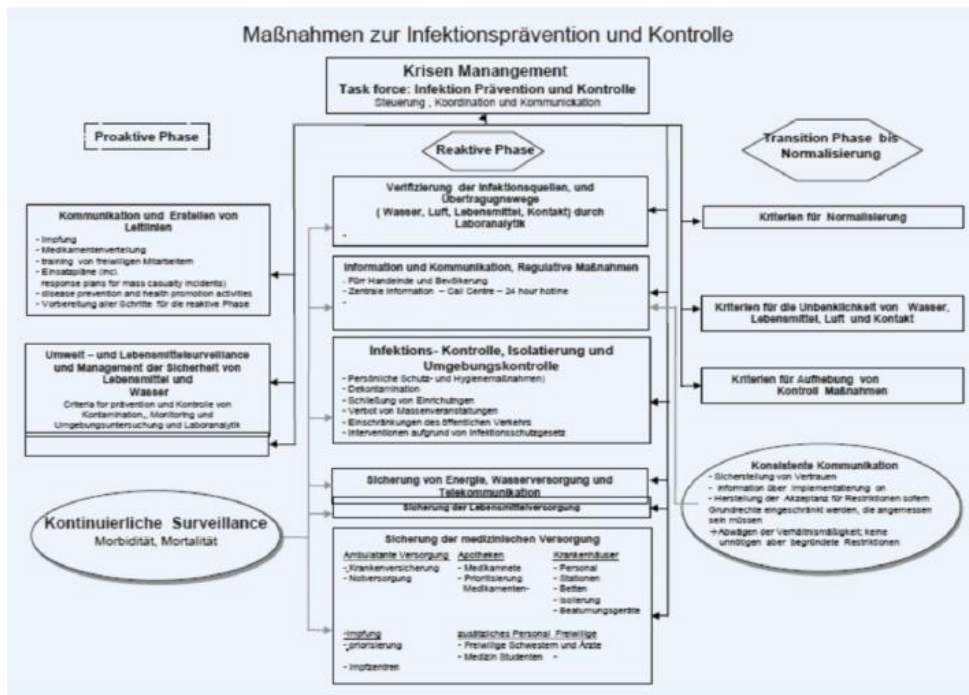 Maßnahmen zur Infektionsprävention und Kontrolle
Krisen Manangement
Task force: Infektion Prävention und Kontrolle
Steuerung , Koordination und Kommunickation
Proaktive Phase
Reaktive Phase
Transition Phase bis
Normalisierung
Kommunikation und Erstellen von
Leitlinien
- Impfung
- Medikamentenverteilung
- training von freiwilligen Mitarbeitern
- Einsatzpläne (incl.
response plans for mass casualty incidents)
- disease prevention and health promotion activities
- Vorbereitung aller Schritte für die reaktive Phase
Umwelt – und Lebensmittelsurveillance
und Management der Sicherheit von
Lebensmittel und
Wasser
Criteria for prävention und Kontrolle von
Kontamination,, Monitoring und
Umgebungsuntersuchung und Laboranalytik
Kontinuierliche Surveillance
Morbidität, Mortalität
Verifizierung der Infektionsquellen, und
Übertragugnswege
( Wasser, Luft, Lebensmittel, Kontakt) durch
Laboranalytik
-
Information und Kommunikation, Regulative Maßnahmen
- Fürr Handelnde und Bevölkerung
- Zentrale Information – Call Centre – 24 hour hotline
-
Infektions- Kontrolle, Isolatierung und
Umgebungskontrolle
- Persönliche Schutz- und Hygienemaßnahmen)
- Dekontamination
- Schließung von Einrichutngen
- Verbot von Massenveranstaltungen
- Einschränkungen des öffentlichen Verkehrs
- Interventionen aufgrund von Infektionsschutzgesetz
Sicherung von Energie, Wasserversorgung und
Telekommunikation
Sicherung der Lebensmittelversorgung
Sicherung der medizinischen Versorgung
Ambulatante Versorgung
- Krankenversicherung
- Notversorgung
Apotheken
- Medikamnete
- Prioritisierung
Medikamenten-
Krankenhäuser
- Personal
- Stationen
- Betten
- Isolierung
- Beatumungsgeräte
-Impfung
- priorisierung
- Impfzentren
zusätzliches Personal Freiwilige
- Freiwillige Schwestern und Ärzte
- Medizin Studenten -
Kriterien für Normalisierung
Kriterien für die Unbenklichkeit von Wasser,
Lebensmittel, Luft und Kontakt
Kriterien für Aufhebung von
Kontroll Maßnahmen
Konsistente Kommunikation
- Sicherstellung von Vertrauen
- Information über Implementatierung on
- Herstellung der Akzeptanz für Restriktionen sofern
Grundrechte eingeschränkt werden, die angemessen
sein müssen
→ Abwägen der Verhältnismäßigkeit; keine
unnötigen aber begründete Restriktionen